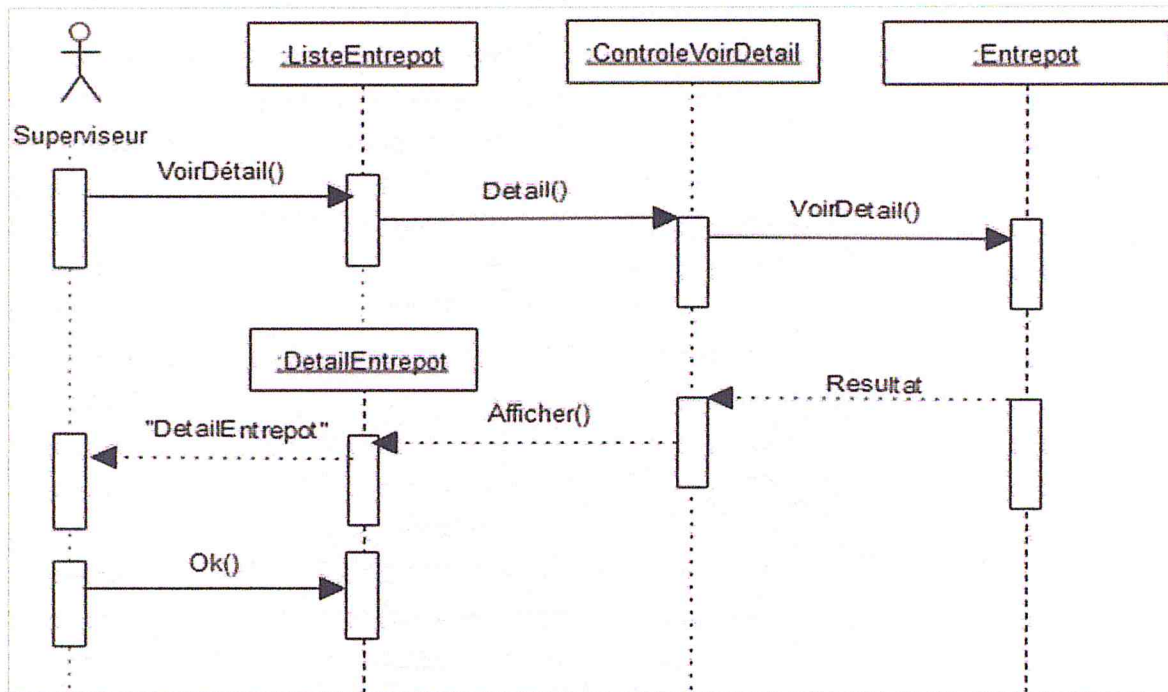 :ListeEntrepot
:ControleVoirDetail
:Entrepot
Superviseur
VoirDétail()
Detail()
VoirDetail()
:DetailEntrepot
Resultat
Afficher()
"DetailEntrepot"
Ok()